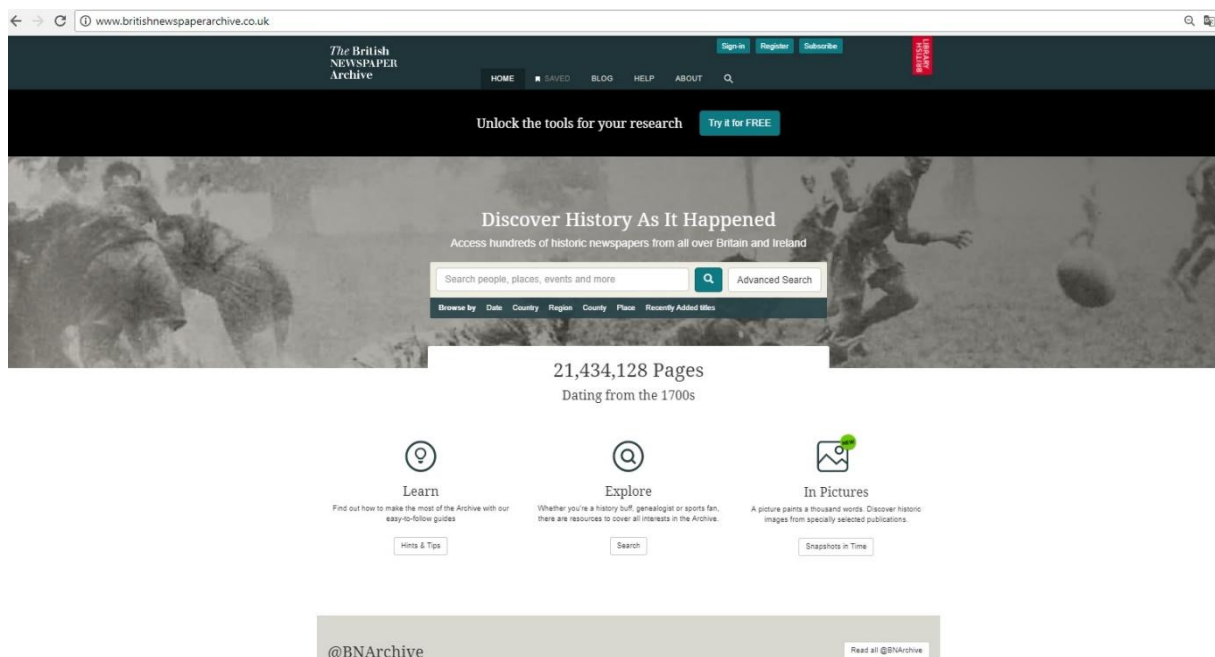 www.britishnewspaperarchive.co.uk
The British
NEWSPAPER
Archive
Sign-in Register Subscribe
BRITISH
LIBRARY
HOME SAVED BLOG HELP ABOUT
Unlock the tools for your research Try it for FREE
Discover History As It Happened
Access hundreds of historic newspapers from all over Britain and Ireland
Search people, places, events and more Advanced Search
Browse by Date Country Region County Place Recently Added titles
21,434,128 Pages
Dating from the 1700s
NEW
Learn
Find out how to make the most of the Archive with our
easy-to-follow guides
Hints & Tips
Explore
Whether you're a history buff, genealogist or sports fan,
there are resources to cover all interests in the Archive.
Search
In Pictures
A picture paints a thousand words. Discover historic
images from specially selected publications.
Snapshots in Time
@BNArchive
Read all @BNArchive